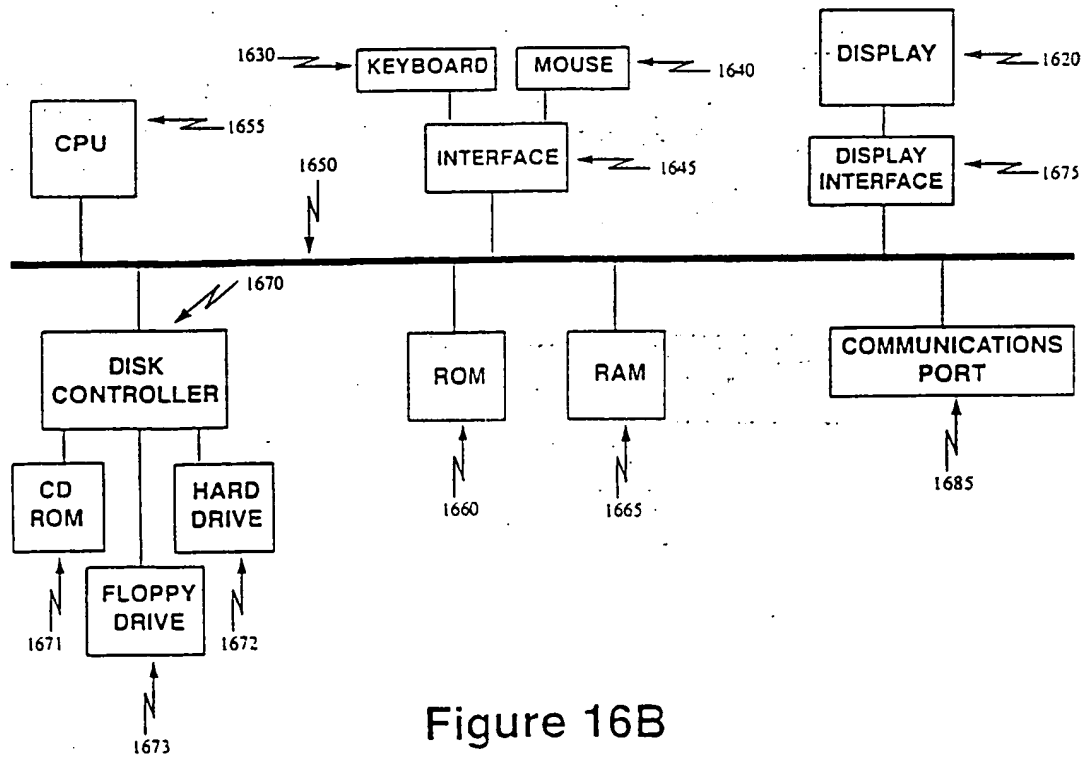 1630
KEYBOARD
MOUSE
1640
DISPLAY
1620
CPU
1655
INTERFACE
1645
DISPLAY
INTERFACE
1675
1650
1670
DISK
CONTROLLER
ROM
RAM
COMMUNICATIONS
PORT
CD
ROM
HARD
DRIVE
1660
1665
1685
FLOPPY
DRIVE
1671
1672
1673
Figure 16B